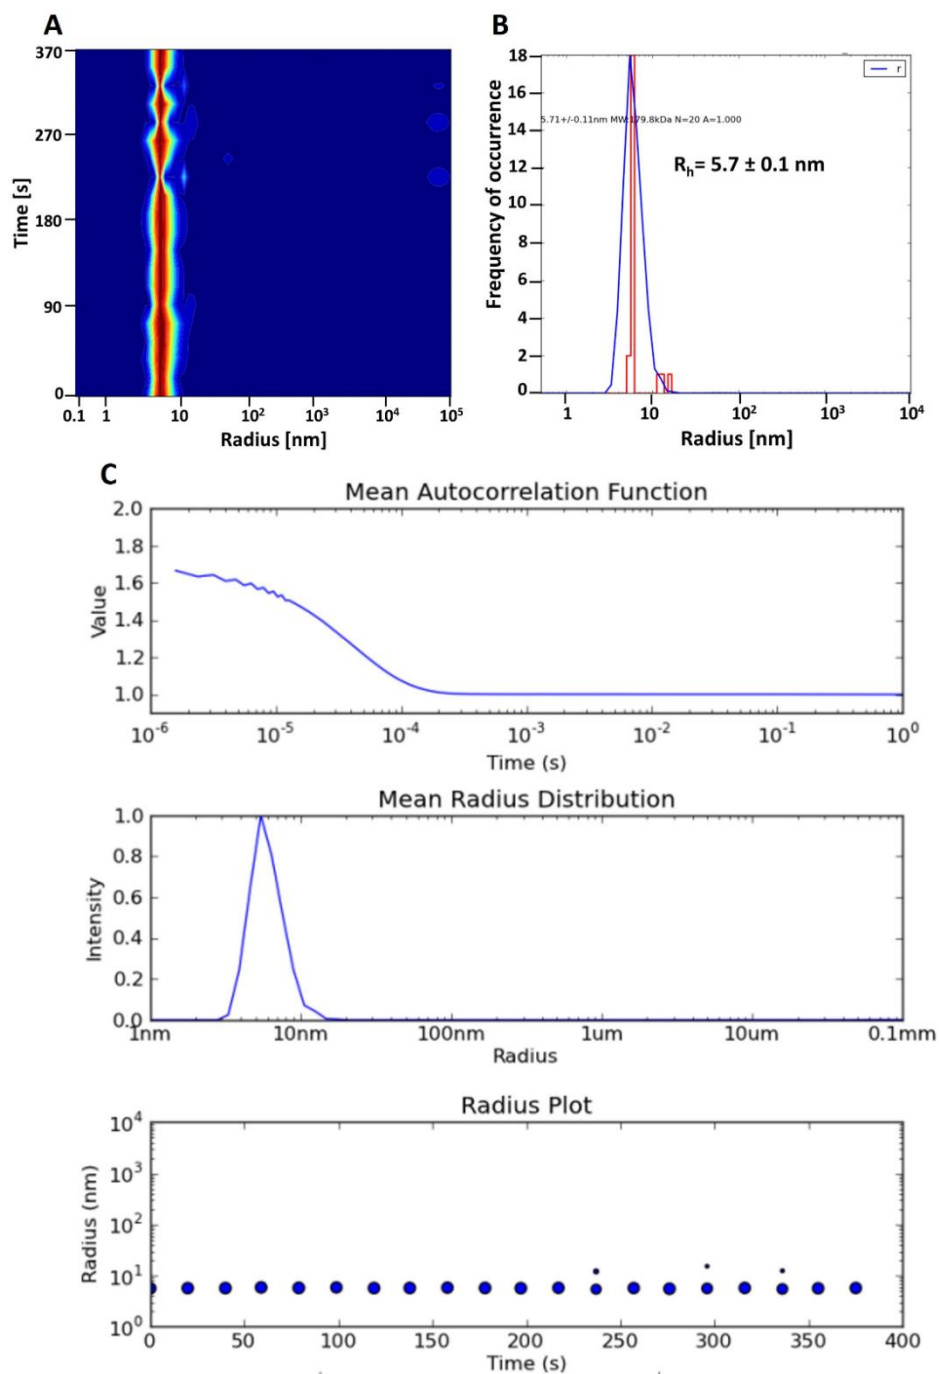 A
370
270
180
90
0
Time [s]
0.1 1 10 10² 10³ 10⁴ 10⁵
Radius [nm]
B
18
16
14
12
10
8
6
4
2
0
Frequency of occurrence
r
5.71+/-0.11nm MW 179.8kDa N=20 A=1.000
Rh= 5.7 ± 0.1 nm
1 10 10² 10³ 10⁴
Radius [nm]
C
Mean Autocorrelation Function
2.0
1.8
1.6
1.4
1.2
1.0
Value
10⁻⁶ 10⁻⁵ 10⁻⁴ 10⁻³ 10⁻² 10⁻¹ 10⁰
Time (s)
Mean Radius Distribution
1.0
0.8
0.6
0.4
0.2
0.0
Intensity
1nm 10nm 100nm 1um 10um 0.1mm
Radius
Radius Plot
10⁴
10³
10²
10¹
10⁰
Radius (nm)
0 50 100 150 200 250 300 350 400
Time (s)